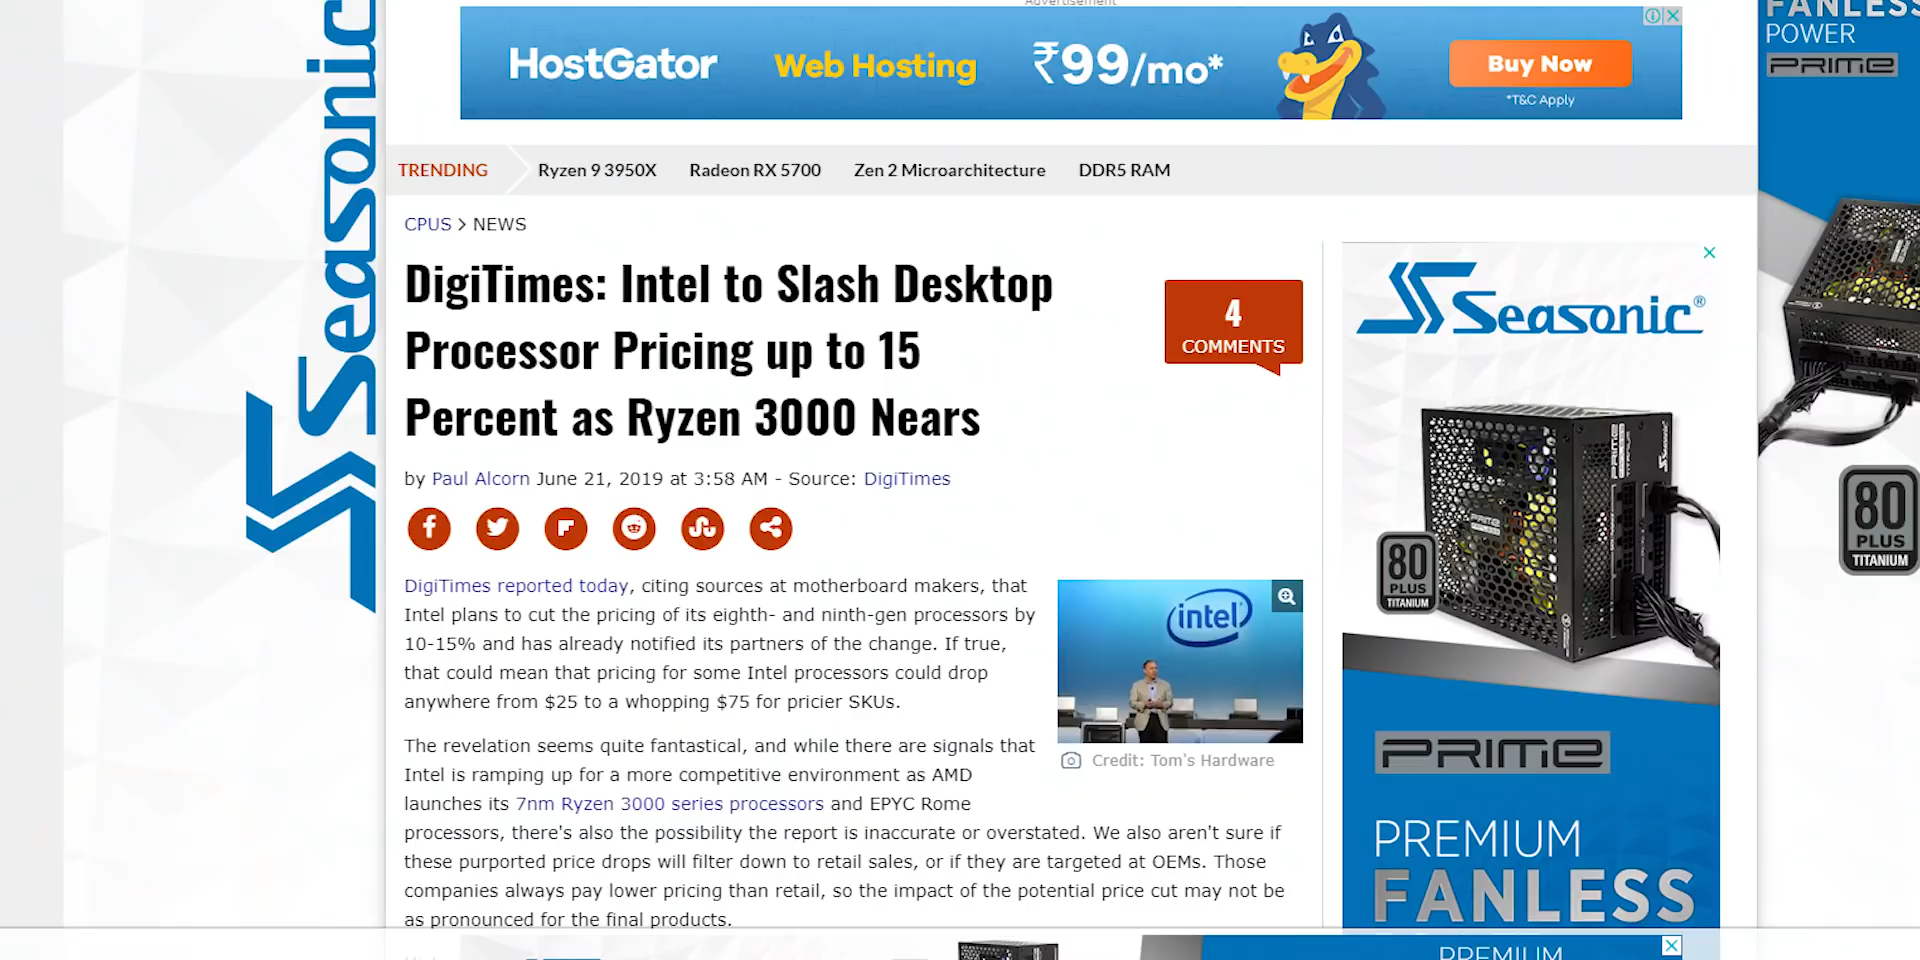 Advertisement
HostGator Web Hosting ₹99/mo* Buy Now
*T&C Apply
FANLESS
POWER
PRIME
Seasonic
TRENDING Ryzen 9 3950X Radeon RX 5700 Zen 2 Microarchitecture DDR5 RAM
CPUS > NEWS
DigiTimes: Intel to Slash Desktop
Processor Pricing up to 15
Percent as Ryzen 3000 Nears
4
COMMENTS
by Paul Alcorn June 21, 2019 at 3:58 AM - Source: DigiTimes
DigiTimes reported today, citing sources at motherboard makers, that
Intel plans to cut the pricing of its eighth- and ninth-gen processors by
10-15% and has already notified its partners of the change. If true,
that could mean that pricing for some Intel processors could drop
anywhere from $25 to a whopping $75 for pricier SKUs.
intel
Credit: Tom's Hardware
The revelation seems quite fantastical, and while there are signals that
Intel is ramping up for a more competitive environment as AMD
launches its 7nm Ryzen 3000 series processors and EPYC Rome
processors, there's also the possibility the report is inaccurate or overstated. We also aren't sure if
these purported price drops will filter down to retail sales, or if they are targeted at OEMs. Those
companies always pay lower pricing than retail, so the impact of the potential price cut may not be
as pronounced for the final products.
Seasonic®
80
PLUS
TITANIUM
PRIME
PREMIUM
FANLESS
80
PLUS
TITANIUM
PREMIUM